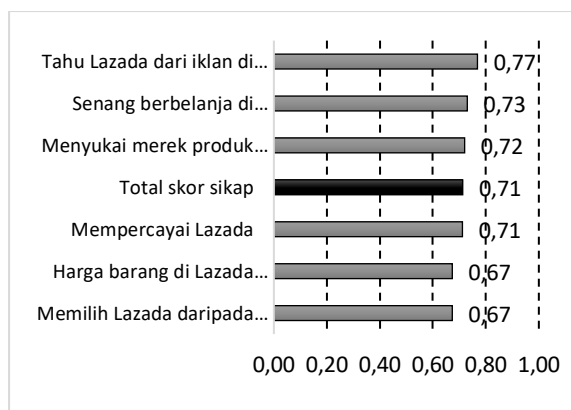 Tahu Lazada dari iklan di... 0,77
Senang berbelanja di... 0,73
Menyukai merek produk... 0,72
Total skor sikap 0,71
Mempercayai Lazada 0,71
Harga barang di Lazada... 0,67
Memilih Lazada daripada... 0,67
0,00 0,20 0,40 0,60 0,80 1,00